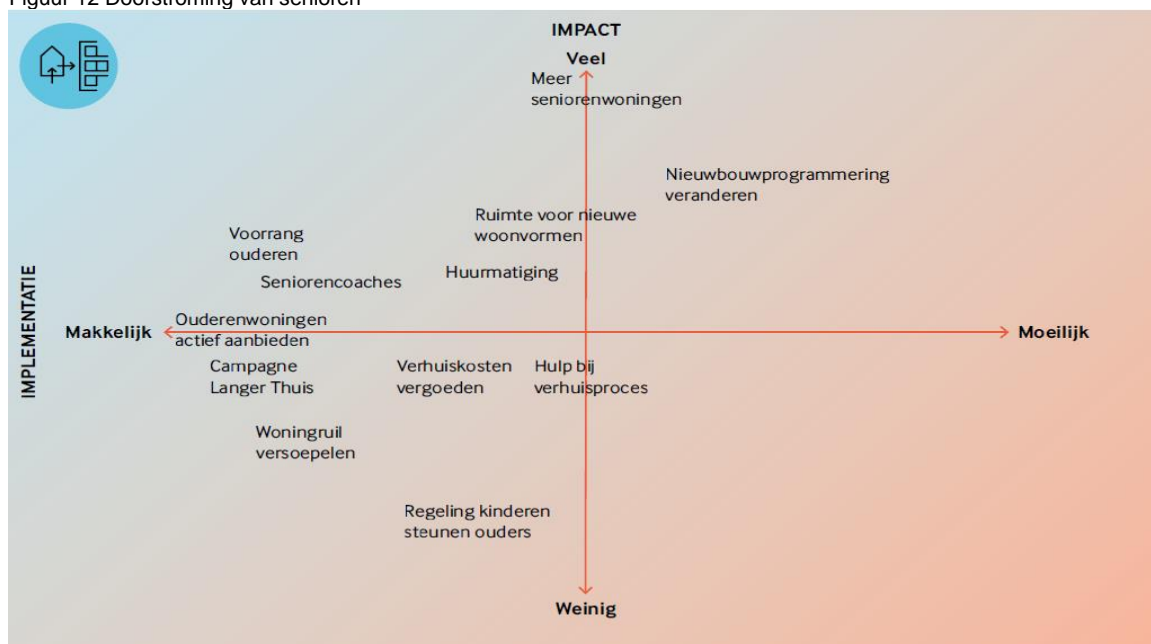 Figuur 12 Doorstroming van senioren
IMPACT
Veel
Meer
seniorenwoningen
Nieuwbouwprogrammering
veranderen
Ruimte voor nieuwe
woonvormen
Voorrang
ouderen
Huurmatiging
Seniorencoaches
IMPLEMENTATIE
Makkelijk
Ouderenwoningen
actief aanbieden
Moeilijk
Campagne
Langer Thuis
Verhuiskosten
vergoeden
Hulp bij
verhuisproces
Woningruil
versoepelen
Regeling kinderen
steunen ouders
Weinig